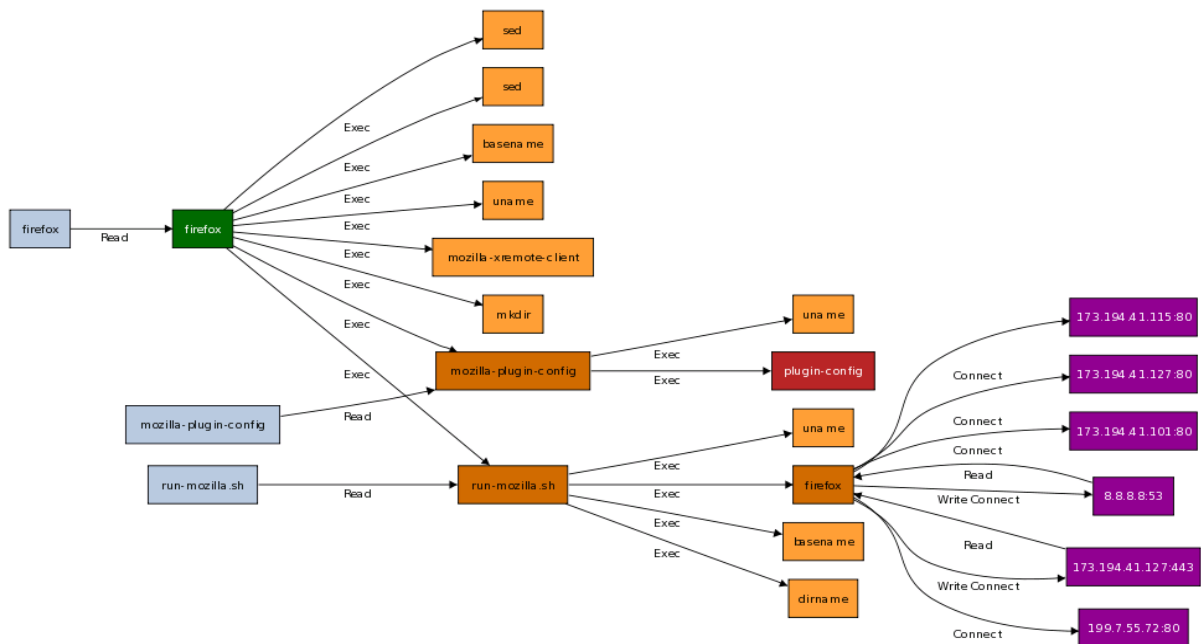 sed
sed
Exec
basename
Exec
uname
Exec
firefox
Read
firefox
Exec
mozilla-xremote-client
Exec
mkdir
Exec
uname
173.194.41.115:80
Exec
mozilla-plugin-config
Exec
plugin-config
Exec
Exec
Connect
173.194.41.127:80
mozilla-plugin-config
Read
uname
Connect
173.194.41.101:80
Exec
Connect
run-mozilla.sh
Read
run-mozilla.sh
Exec
firefox
Read
Write Connect
8.8.8.8:53
Exec
basename
Exec
Read
173.194.41.127:443
dirname
Write Connect
Connect
199.7.55.72:80